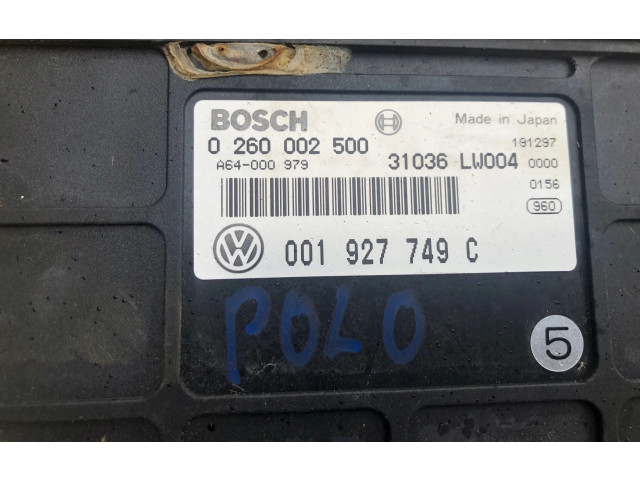 BOSCH
Made in Japan
0 260 002 500
191297
A64-000 979
31036 LW004 0000
0156
960
VW
001 927 749 C
POLO
5